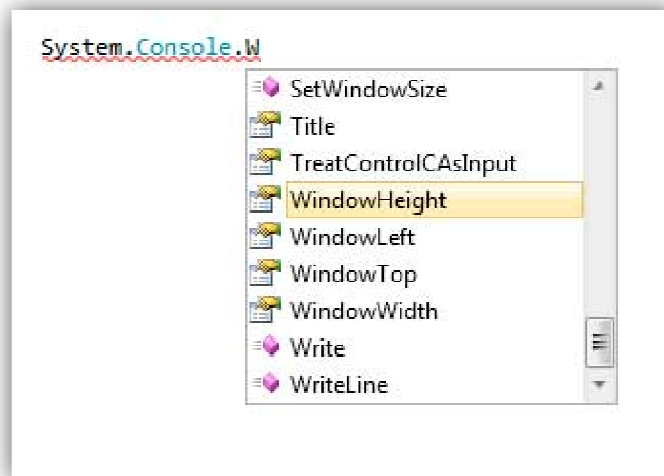 System.Console.W
SetWindowSize
Title
TreatControlCAsInput
WindowHeight
WindowLeft
WindowTop
WindowWidth
Write
WriteLine